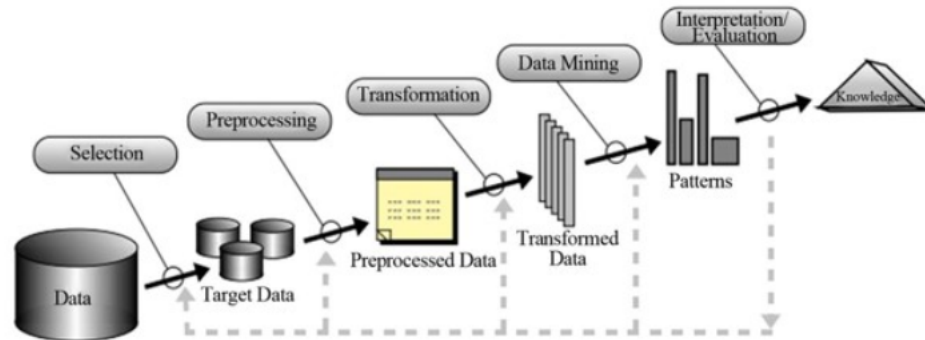 Interpretation/
Evaluation
Data Mining
Transformation
Preprocessing
Selection
Knowledge
Patterns
Transformed
Data
Preprocessed Data
Target Data
Data